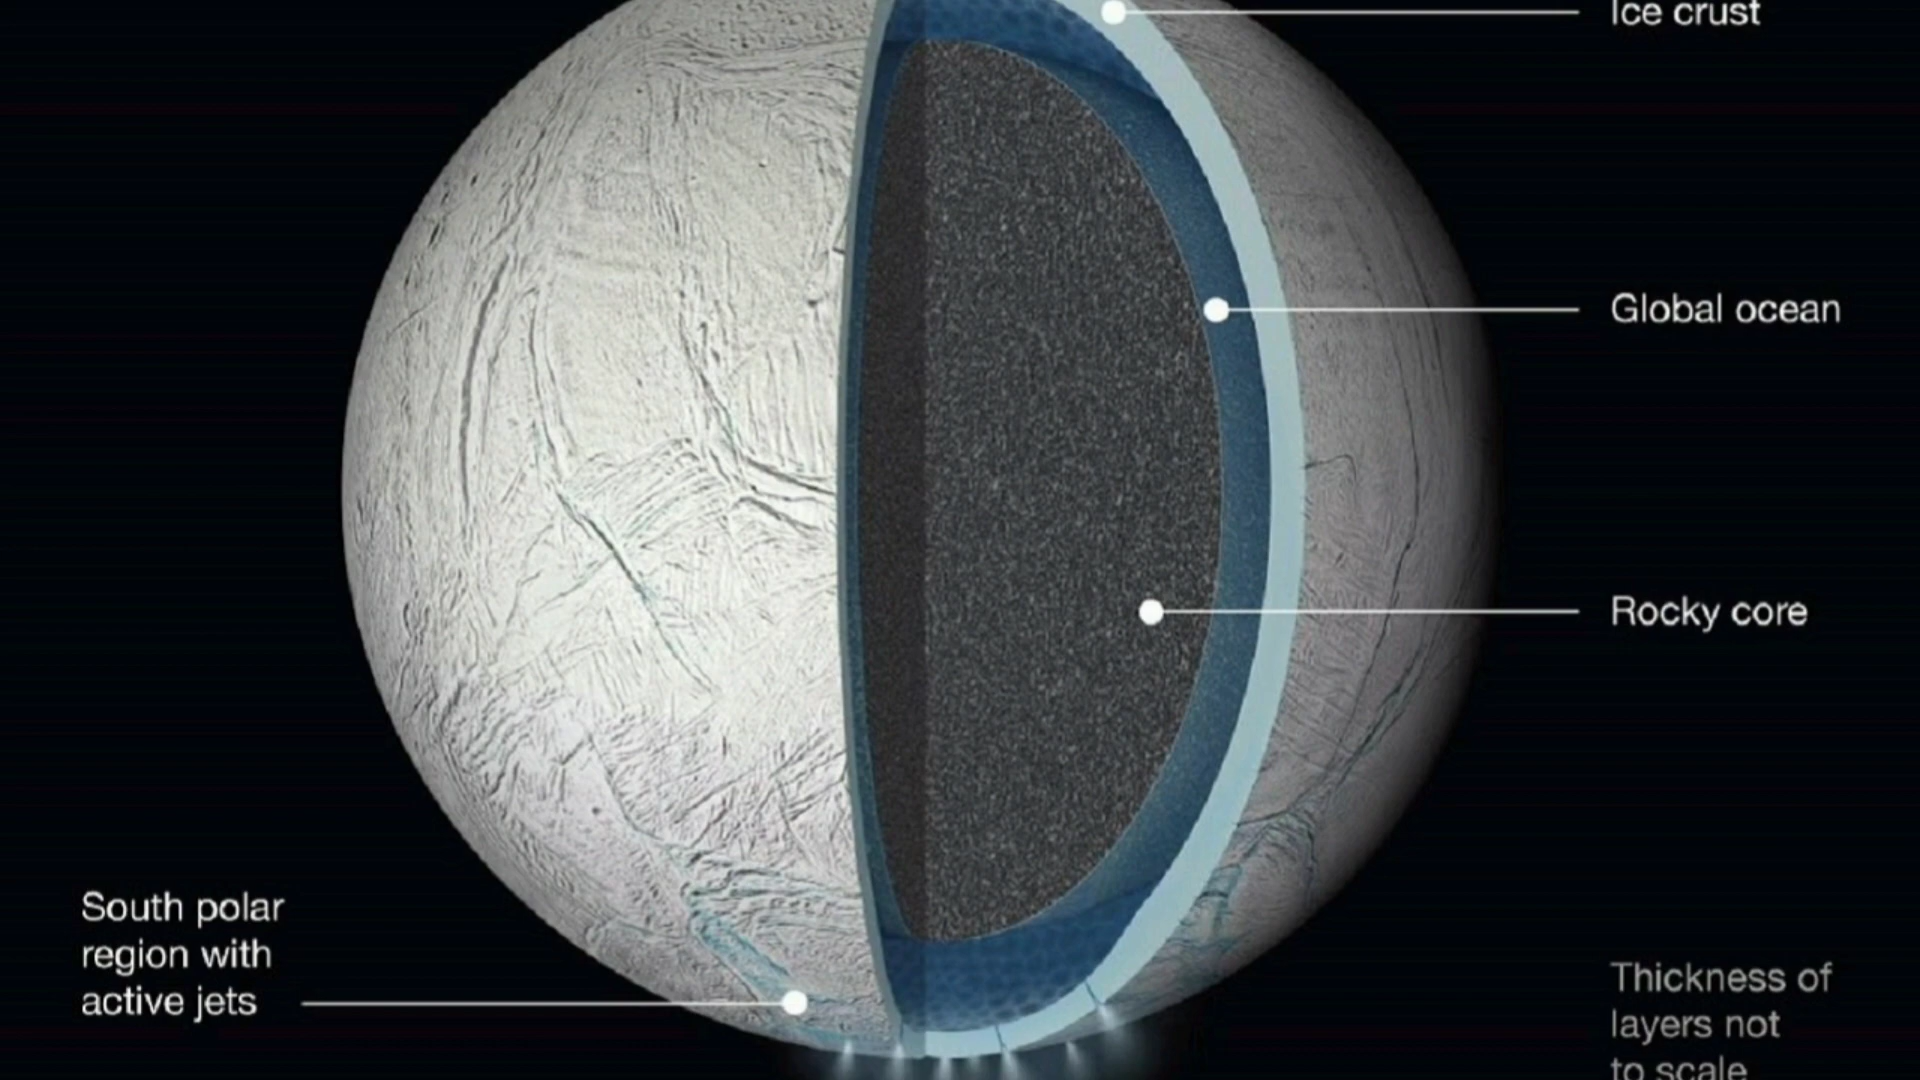 Ice crust
Global ocean
Rocky core
South polar
region with
active jets
Thickness of
layers not
to scale